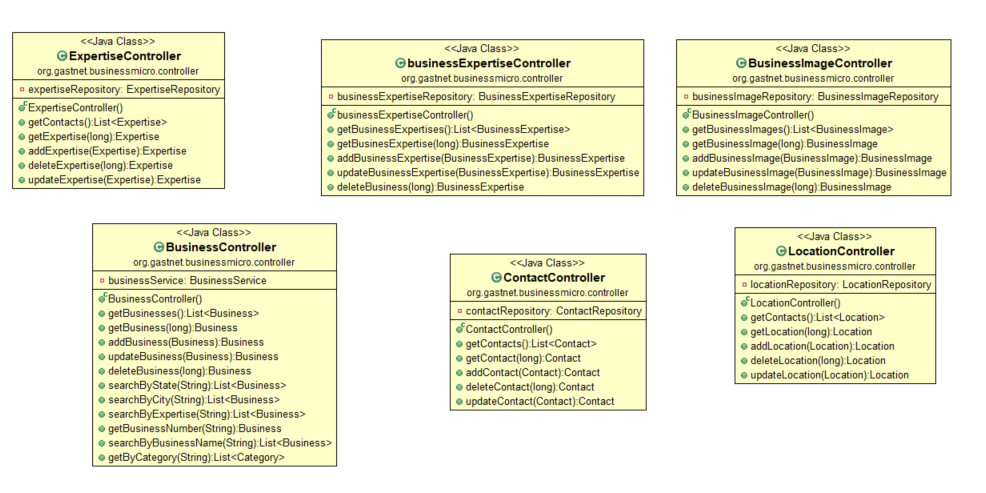 <<Java Class>>
ExpertiseController
org.gastnet.businessmicro.controller
expertiseRepository: ExpertiseRepository
ExpertiseController()
getContacts():List<Expertise>
getExpertise(long):Expertise
addExpertise(Expertise):Expertise
deleteExpertise(long):Expertise
updateExpertise(Expertise):Expertise
<<Java Class>>
businessExpertiseController
org.gastnet.businessmicro.controller
businessExpertiseRepository: BusinessExpertiseRepository
businessExpertiseController()
getBusinessExpertises():List<BusinessExpertise>
getBusinesExpertise(long):BusinessExpertise
addBusinessExpertise(BusinessExpertise):BusinessExpertise
updateBusinessExpertise(BusinessExpertise):BusinessExpertise
deleteBusiness(long):BusinessExpertise
<<Java Class>>
BusinessImageController
org.gastnet.businessmicro.controller
businessImageRepository: BusinessImageRepository
BusinessImageController()
getBusinessImages():List<BusinessImage>
getBusinessImage(long):BusinessImage
addBusinessImage(BusinessImage):BusinessImage
updateBusinessImage(BusinessImage):BusinessImage
deleteBusinessImage(long):BusinessImage
<<Java Class>>
BusinessController
org.gastnet.businessmicro.controller
businessService: BusinessService
BusinessController()
getBusinesses():List<Business>
getBusiness(long):Business
addBusiness(Business):Business
updateBusiness(Business):Business
deleteBusiness(long):Business
searchByState(String):List<Business>
searchByCity(String):List<Business>
searchByExpertise(String):List<Business>
getBusinessNumber(String):Business
searchByBusinessName(String):List<Business>
getByCategory(String):List<Category>
<<Java Class>>
ContactController
org.gastnet.businessmicro.controller
contactRepository: ContactRepository
ContactController()
getContacts():List<Contact>
getContact(long):Contact
addContact(Contact):Contact
deleteContact(long):Contact
updateContact(Contact):Contact
<<Java Class>>
LocationController
org.gastnet.businessmicro.controller
locationRepository: LocationRepository
LocationController()
getContacts():List<Location>
getLocation(long):Location
addLocation(Location):Location
deleteLocation(long):Location
updateLocation(Location):Location